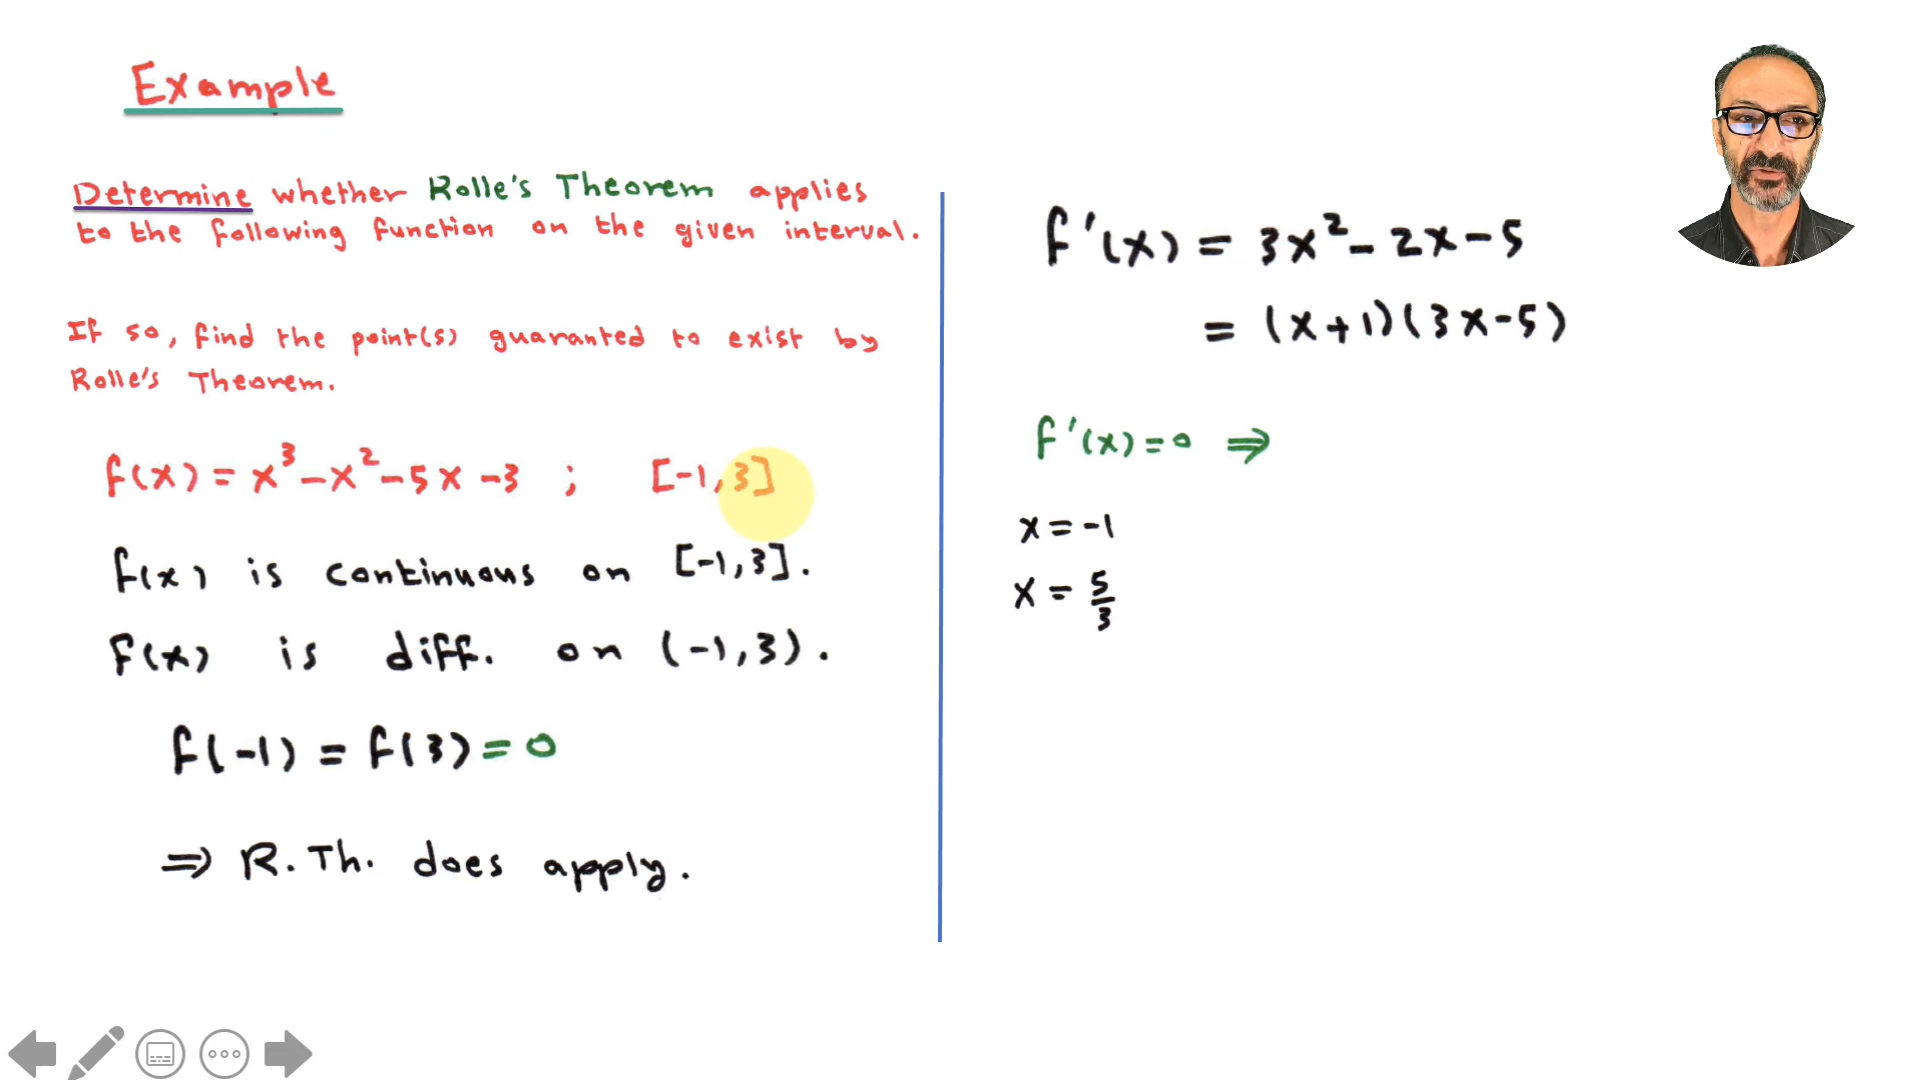 Example
Determine whether Rolle's Theorem applies
to the following function on the given interval.
If so, find the point(s) guaranted to exist by
Rolle's Theorem.
f(x) = x³ - x² - 5x - 3 ; [-1, 3]
f(x) is continuous on [-1, 3].
f(x) is diff. on (-1, 3).
f(-1) = f(3) = 0
⇒ R. Th. does apply.
f'(x) = 3x² - 2x - 5
= (x+1)(3x-5)
f'(x) = 0 ⇒
x = -1
x = 5/3